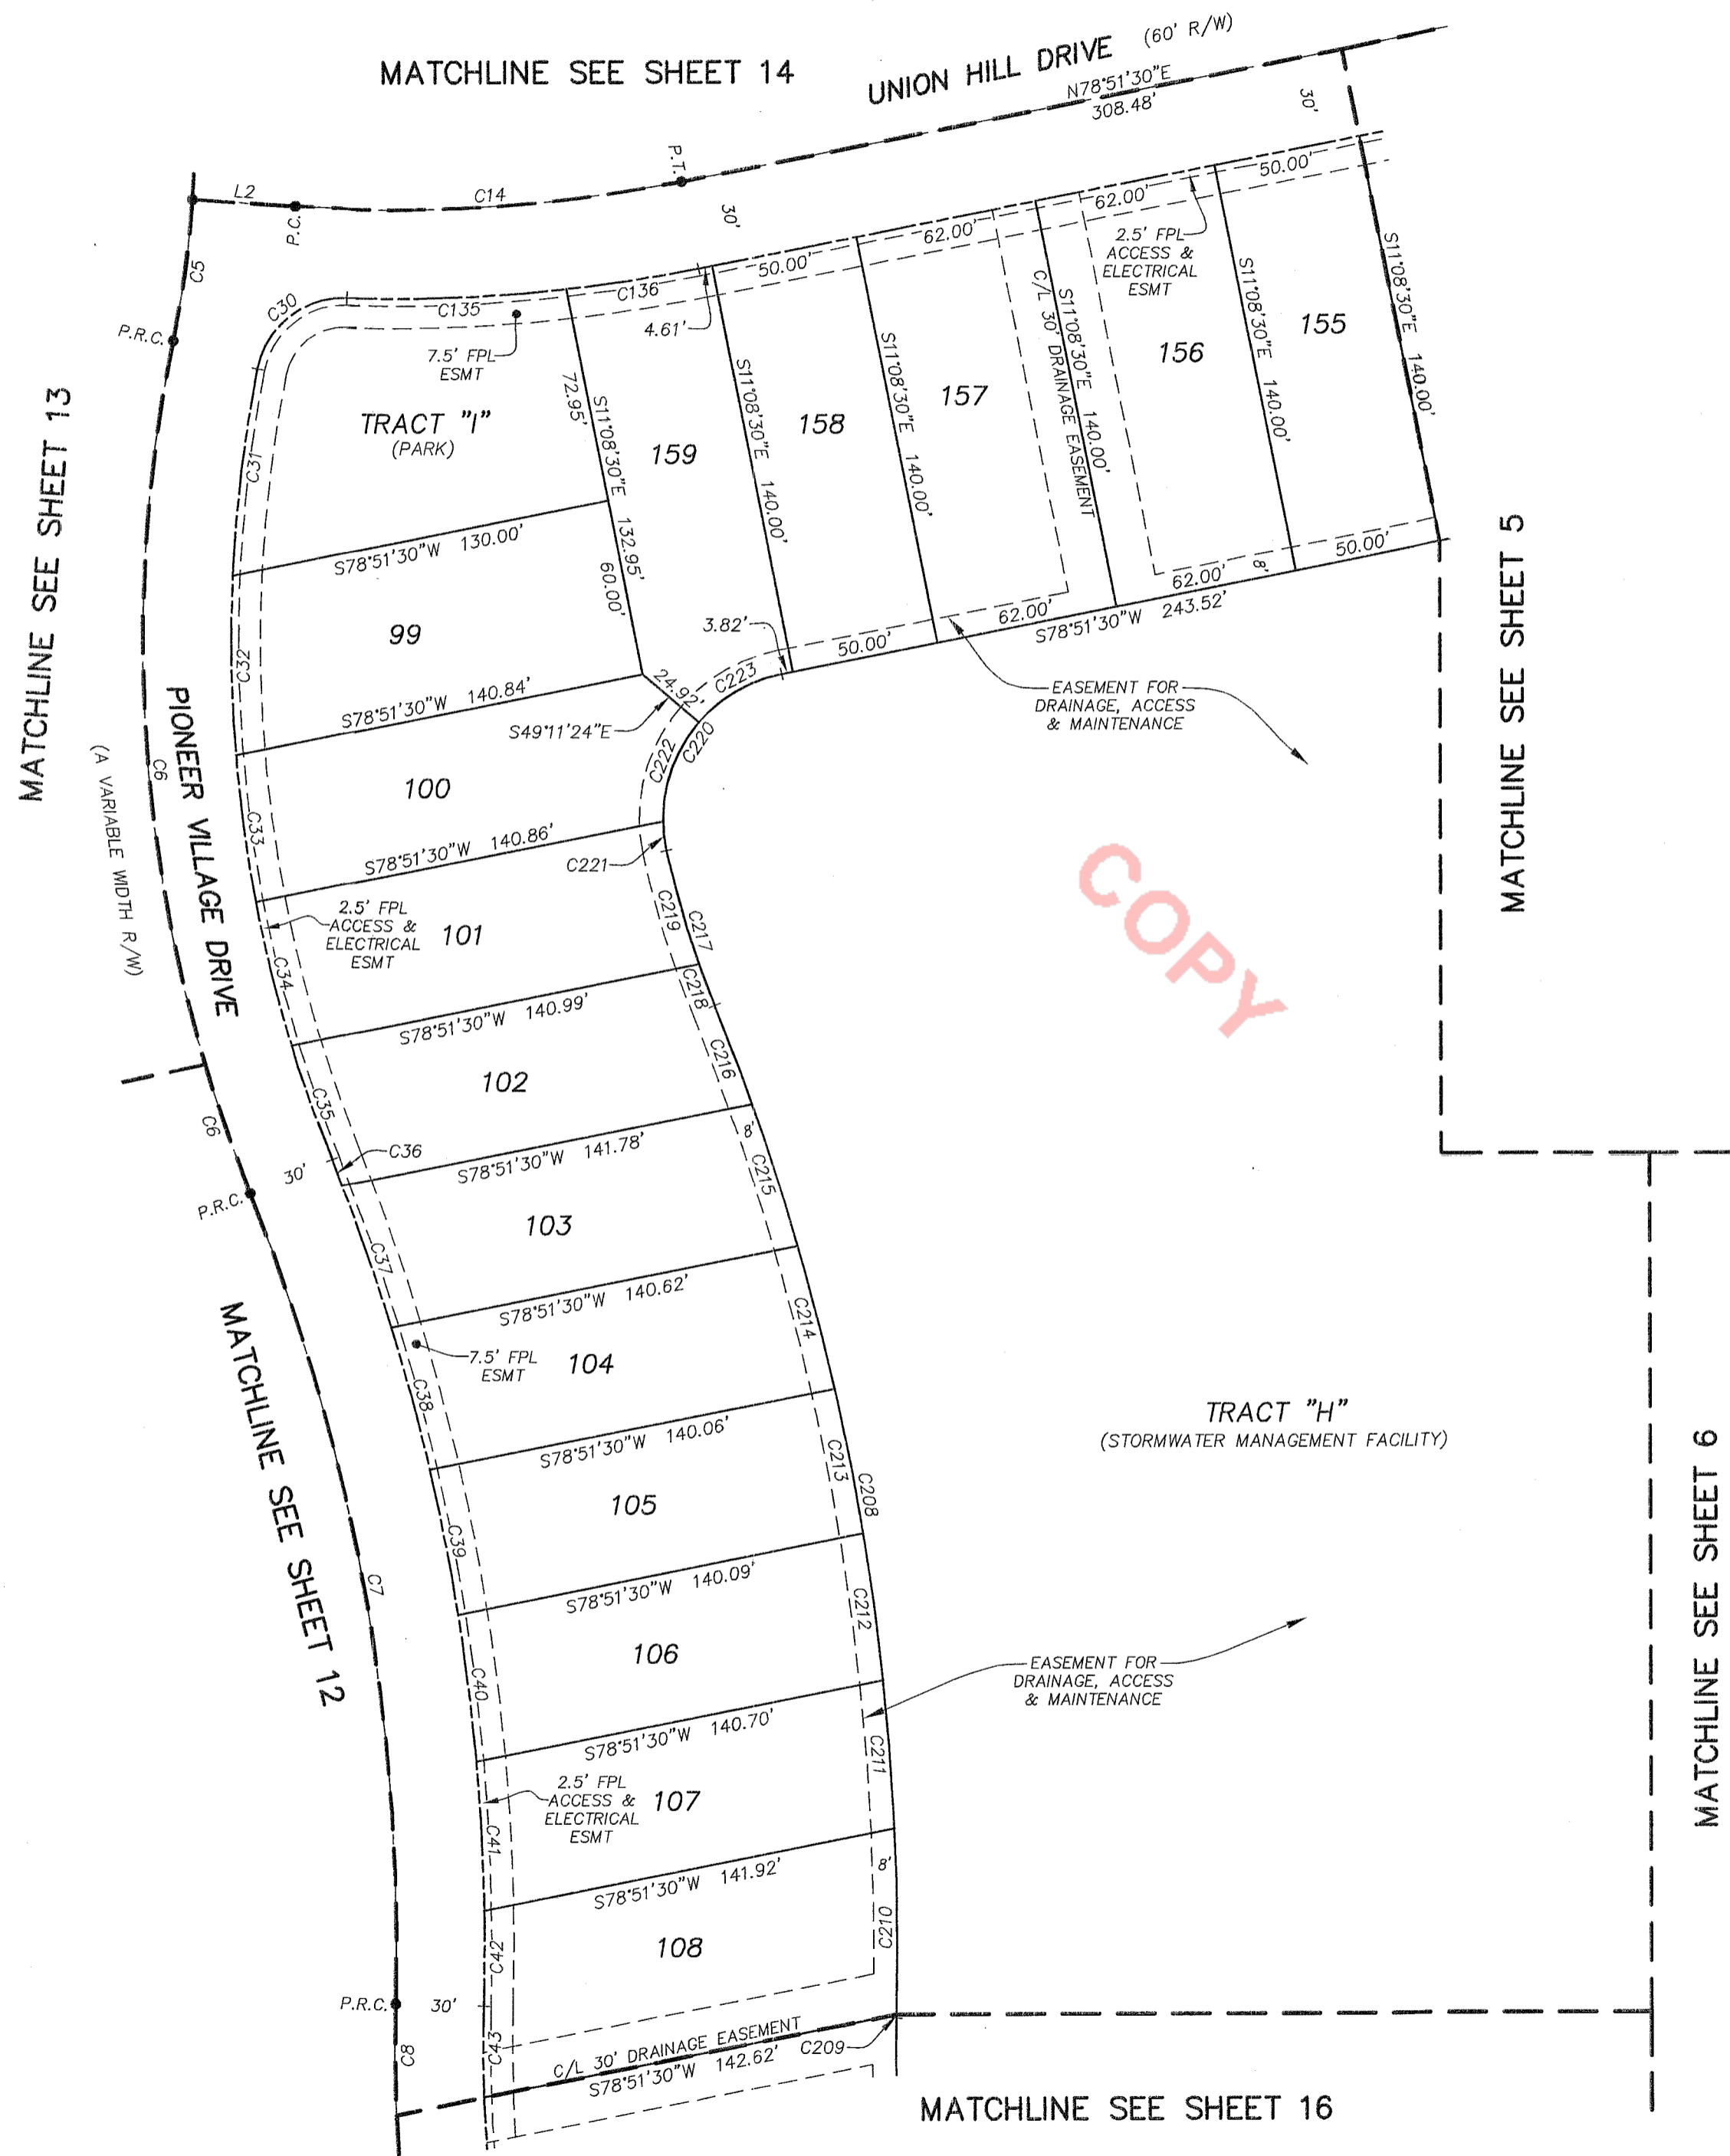 MATCHLINE SEE SHEET 14
UNION HILL DRIVE (60' R/W)
N78°51'30"E
308.48'
30'
P.T.
L2
C14
P.C.
30'
C5
P.R.C.
C30
C135
C136
50.00'
62.00'
62.00'
50.00'
4.61'
7.5' FPL
ESMT
2.5' FPL
ACCESS &
ELECTRICAL
ESMT
TRACT "I"
(PARK)
72.95'
S11°08'30"E 132.95'
60.00'
159
S11°08'30"E 140.00'
158
S11°08'30"E 140.00'
157
C/L 30' DRAINAGE EASEMENT
S11°08'30"E 140.00'
156
S11°08'30"E 140.00'
155
S11°08'30"E 140.00'
MATCHLINE SEE SHEET 13
C31
S78°51'30"W 130.00'
99
C32
3.82'
50.00'
62.00'
62.00'
8'
50.00'
S78°51'30"W 243.52'
MATCHLINE SEE SHEET 5
S78°51'30"W 140.84'
24.92'
S49°11'24"E
C223
C220
C222
EASEMENT FOR
DRAINAGE, ACCESS
& MAINTENANCE
PIONEER VILLAGE DRIVE
(A VARIABLE WIDTH R/W)
C6
100
C33
S78°51'30"W 140.86'
C221
COPY
2.5' FPL
ACCESS &
ELECTRICAL
ESMT
101
C34
C219
C217
S78°51'30"W 140.99'
C218
102
C35
C216
C6
C36
30'
P.R.C.
S78°51'30"W 141.78'
8'
C215
103
C37
S78°51'30"W 140.62'
C214
7.5' FPL
ESMT
104
C38
S78°51'30"W 140.06'
MATCHLINE SEE SHEET 12
TRACT "H"
(STORMWATER MANAGEMENT FACILITY)
C213
C208
105
C39
S78°51'30"W 140.09'
C7
C212
106
C40
EASEMENT FOR
DRAINAGE, ACCESS
& MAINTENANCE
MATCHLINE SEE SHEET 6
S78°51'30"W 140.70'
C211
2.5' FPL
ACCESS &
ELECTRICAL
ESMT
107
C41
S78°51'30"W 141.92'
8'
C210
108
C42
P.R.C.
30'
C43
C8
C/L 30' DRAINAGE EASEMENT
S78°51'30"W 142.62'
C209
MATCHLINE SEE SHEET 16